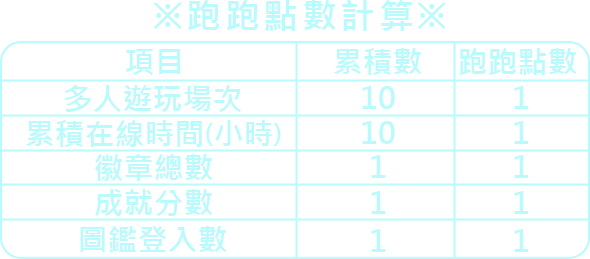 ※跑跑點數計算※
項目 累積數 跑跑點數
多人遊玩場次 10 1
累積在線時間(小時) 10 1
徽章總數 1 1
成就分數 1 1
圖鑑登入數 1 1